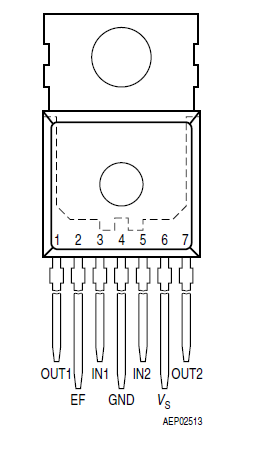 1 2 3 4 5 6 7
OUT1 IN1 IN2 OUT2
EF GND VS
AEP02513